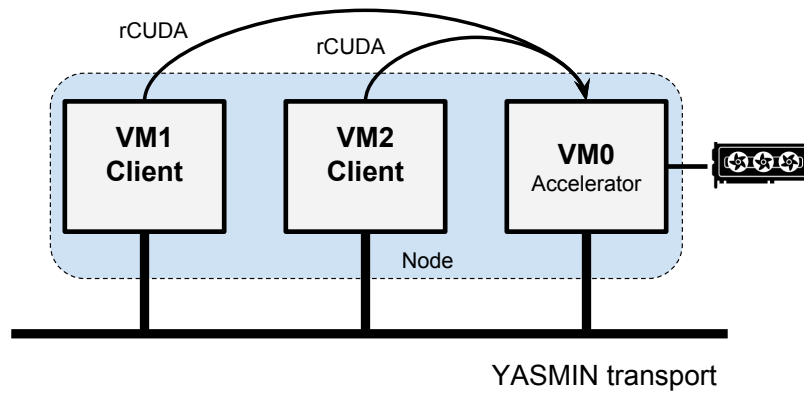 rCUDA
rCUDA
VM1
Client
VM2
Client
VM0
Accelerator
Node
YASMIN transport